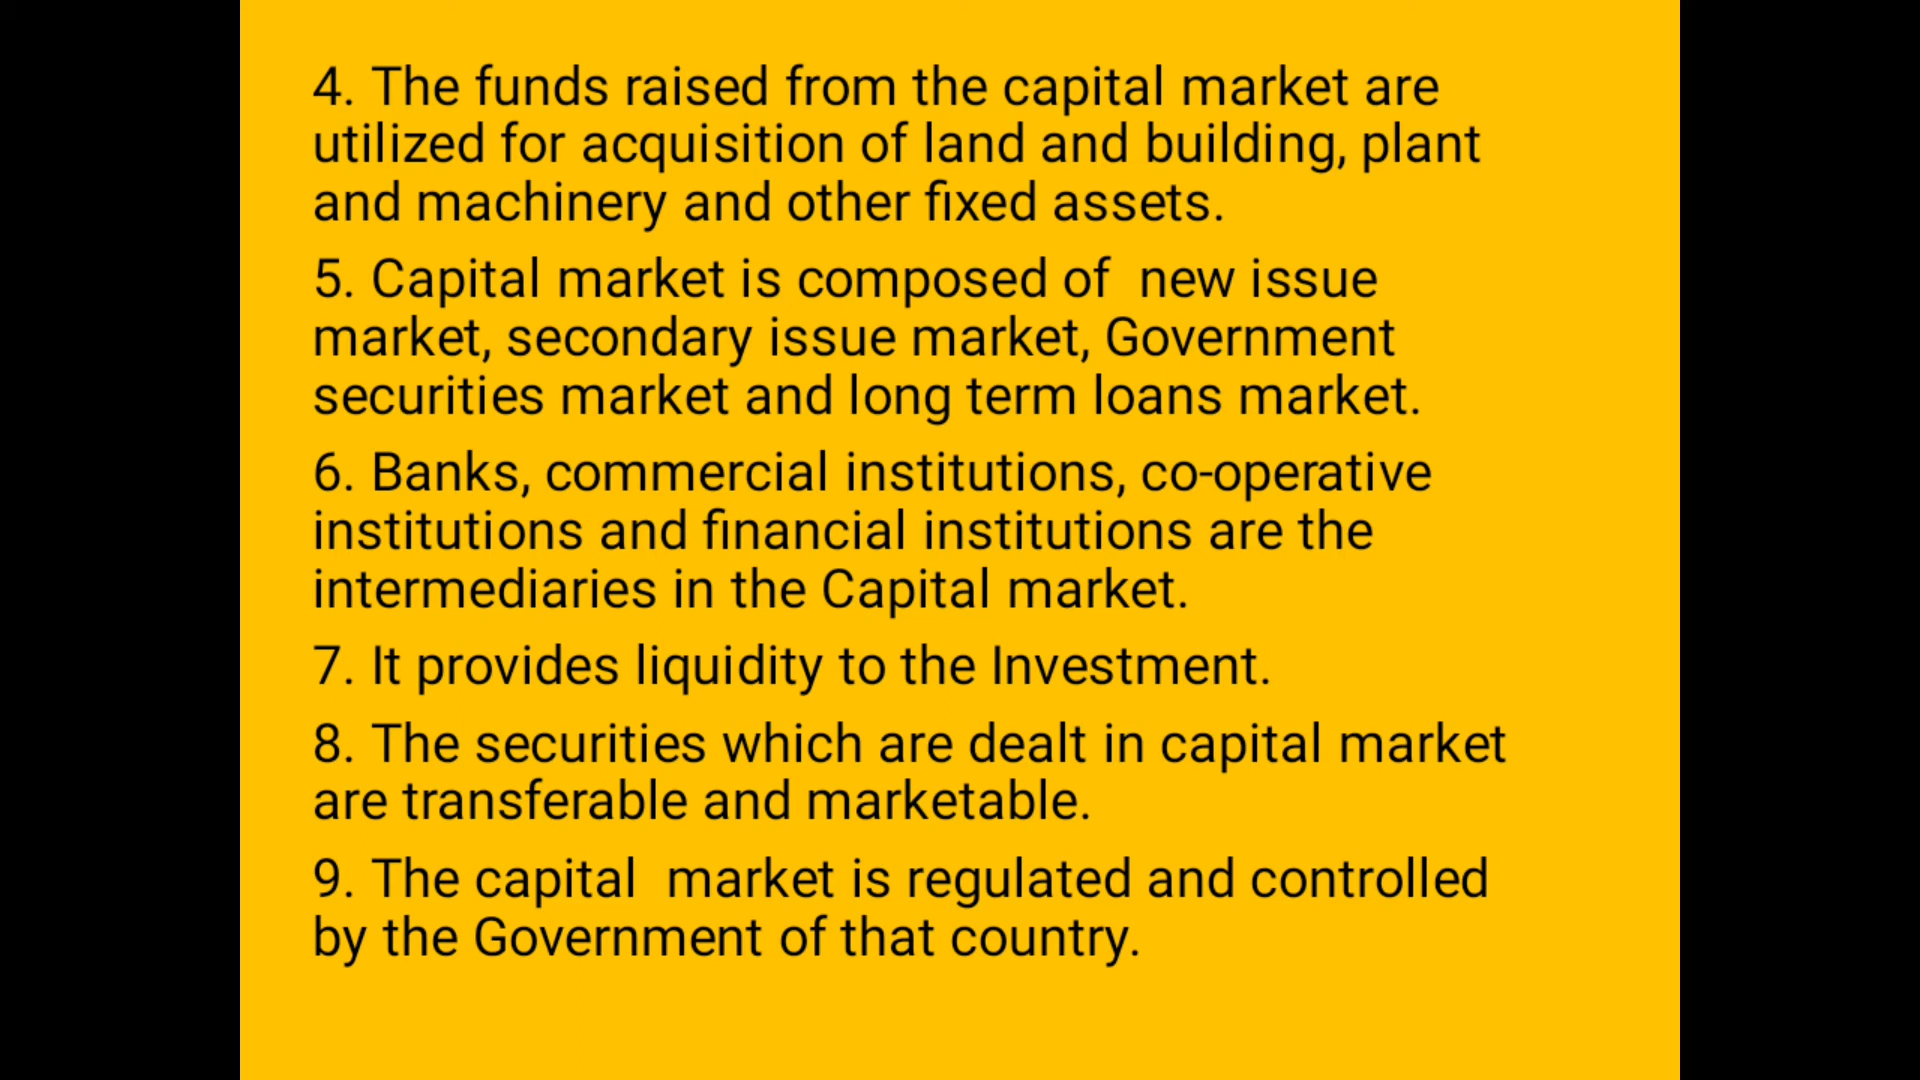 4. The funds raised from the capital market are
utilized for acquisition of land and building, plant
and machinery and other fixed assets.
5. Capital market is composed of  new issue
market, secondary issue market, Government
securities market and long term loans market.
6. Banks, commercial institutions, co-operative
institutions and financial institutions are the
intermediaries in the Capital market.
7. It provides liquidity to the Investment.
8. The securities which are dealt in capital market
are transferable and marketable.
9. The capital  market is regulated and controlled
by the Government of that country.